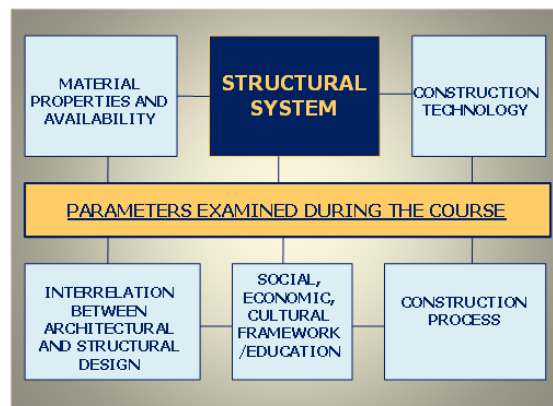 MATERIAL
PROPERTIES AND
AVAILABILITY
STRUCTURAL
SYSTEM
CONSTRUCTION
TECHNOLOGY
PARAMETERS EXAMINED DURING THE COURSE
INTERRELATION
BETWEEN
ARCHITECTURAL
AND STRUCTURAL
DESIGN
SOCIAL,
ECONOMIC,
CULTURAL
FRAMEWORK
/EDUCATION
CONSTRUCTION
PROCESS